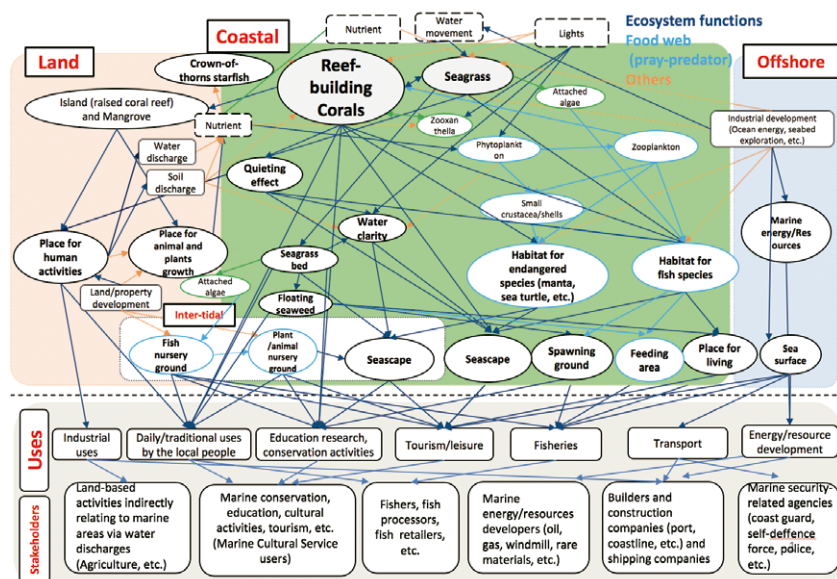 Ecosystem functions
Food web
(pray-predator)
Others
Land
Coastal
Offshore
Nutrient
Water
movement
Lights
Crown-of-
thorns starfish
Reef-
building
Corals
Seagrass
Attached
algae
Island (raised coral reef)
and Mangrove
Nutrient
Zooxan
thella
Industrial development
(Ocean energy, seabed
exploration, etc.)
Water
discharge
Phytoplankt
on
Zooplankton
Soil
discharge
Quieting
effect
Small
crustacea/shells
Water
clarity
Marine
energy/Res
ources
Place for
human activities
Place for
animal and
plants
growth
Seagrass
bed
Habitat for
endangered
species (manta,
sea turtle, etc.)
Habitat for
fish species
Attached
algae
Land/property
development
Floating
seaweed
Inter-tidal
Fish
nursery
ground
Plant
/animal
nursery
ground
Seascape
Seascape
Spawning
ground
Feeding
area
Place for
living
Sea
surface
Uses
Industrial
uses
Daily/traditional uses
by the local people
Education research,
conservation activities
Tourism/leisure
Fisheries
Transport
Energy/resource
development
Stakeholders
Land-based
activities indirectly
relating to marine
areas via water
discharges
(Agriculture, etc.)
Marine conservation,
education, cultural
activities, tourism, etc.
(Marine Cultural Service
users)
Fishers, fish
processors,
fish retailers,
etc.
Marine
energy/resources
developers (oil,
gas, windmill, rare
materials, etc.)
Builders and
construction
companies (port,
coastline, etc.) and
shipping companies
Marine security-
related agencies
(coast guard,
self-deffence
force, police,
etc.)